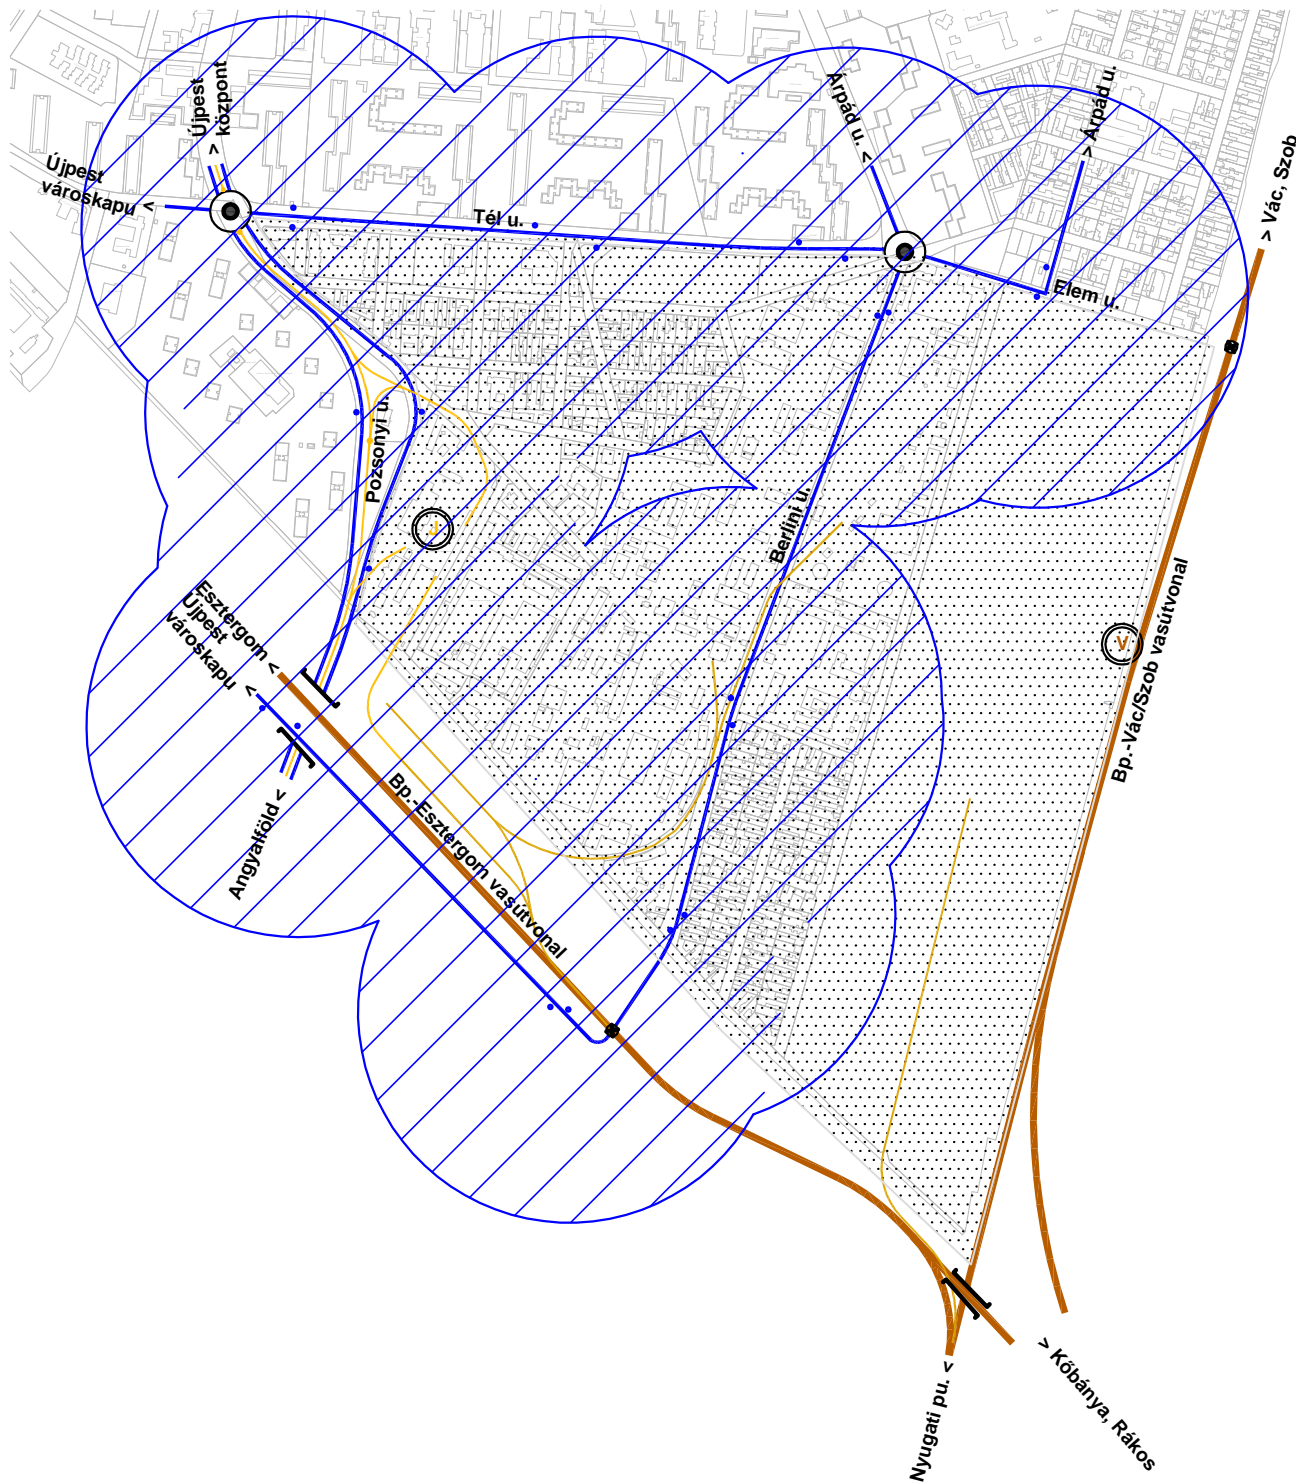 > Újpest
központ
Árpád u. <
> Árpád u.
> Vác, Szob
Újpest
városkapu <
Tél u.
Elem u.
Pozsonyi u.
J
Berlini u.
Esztergom <
Újpest
városkapu <
V
Bp.-Vác/Szob vasútvonal
Bp.-Esztergom vasútvonal
Angyalföld <
Nyugati pu. <
> Kőbánya, Rákos